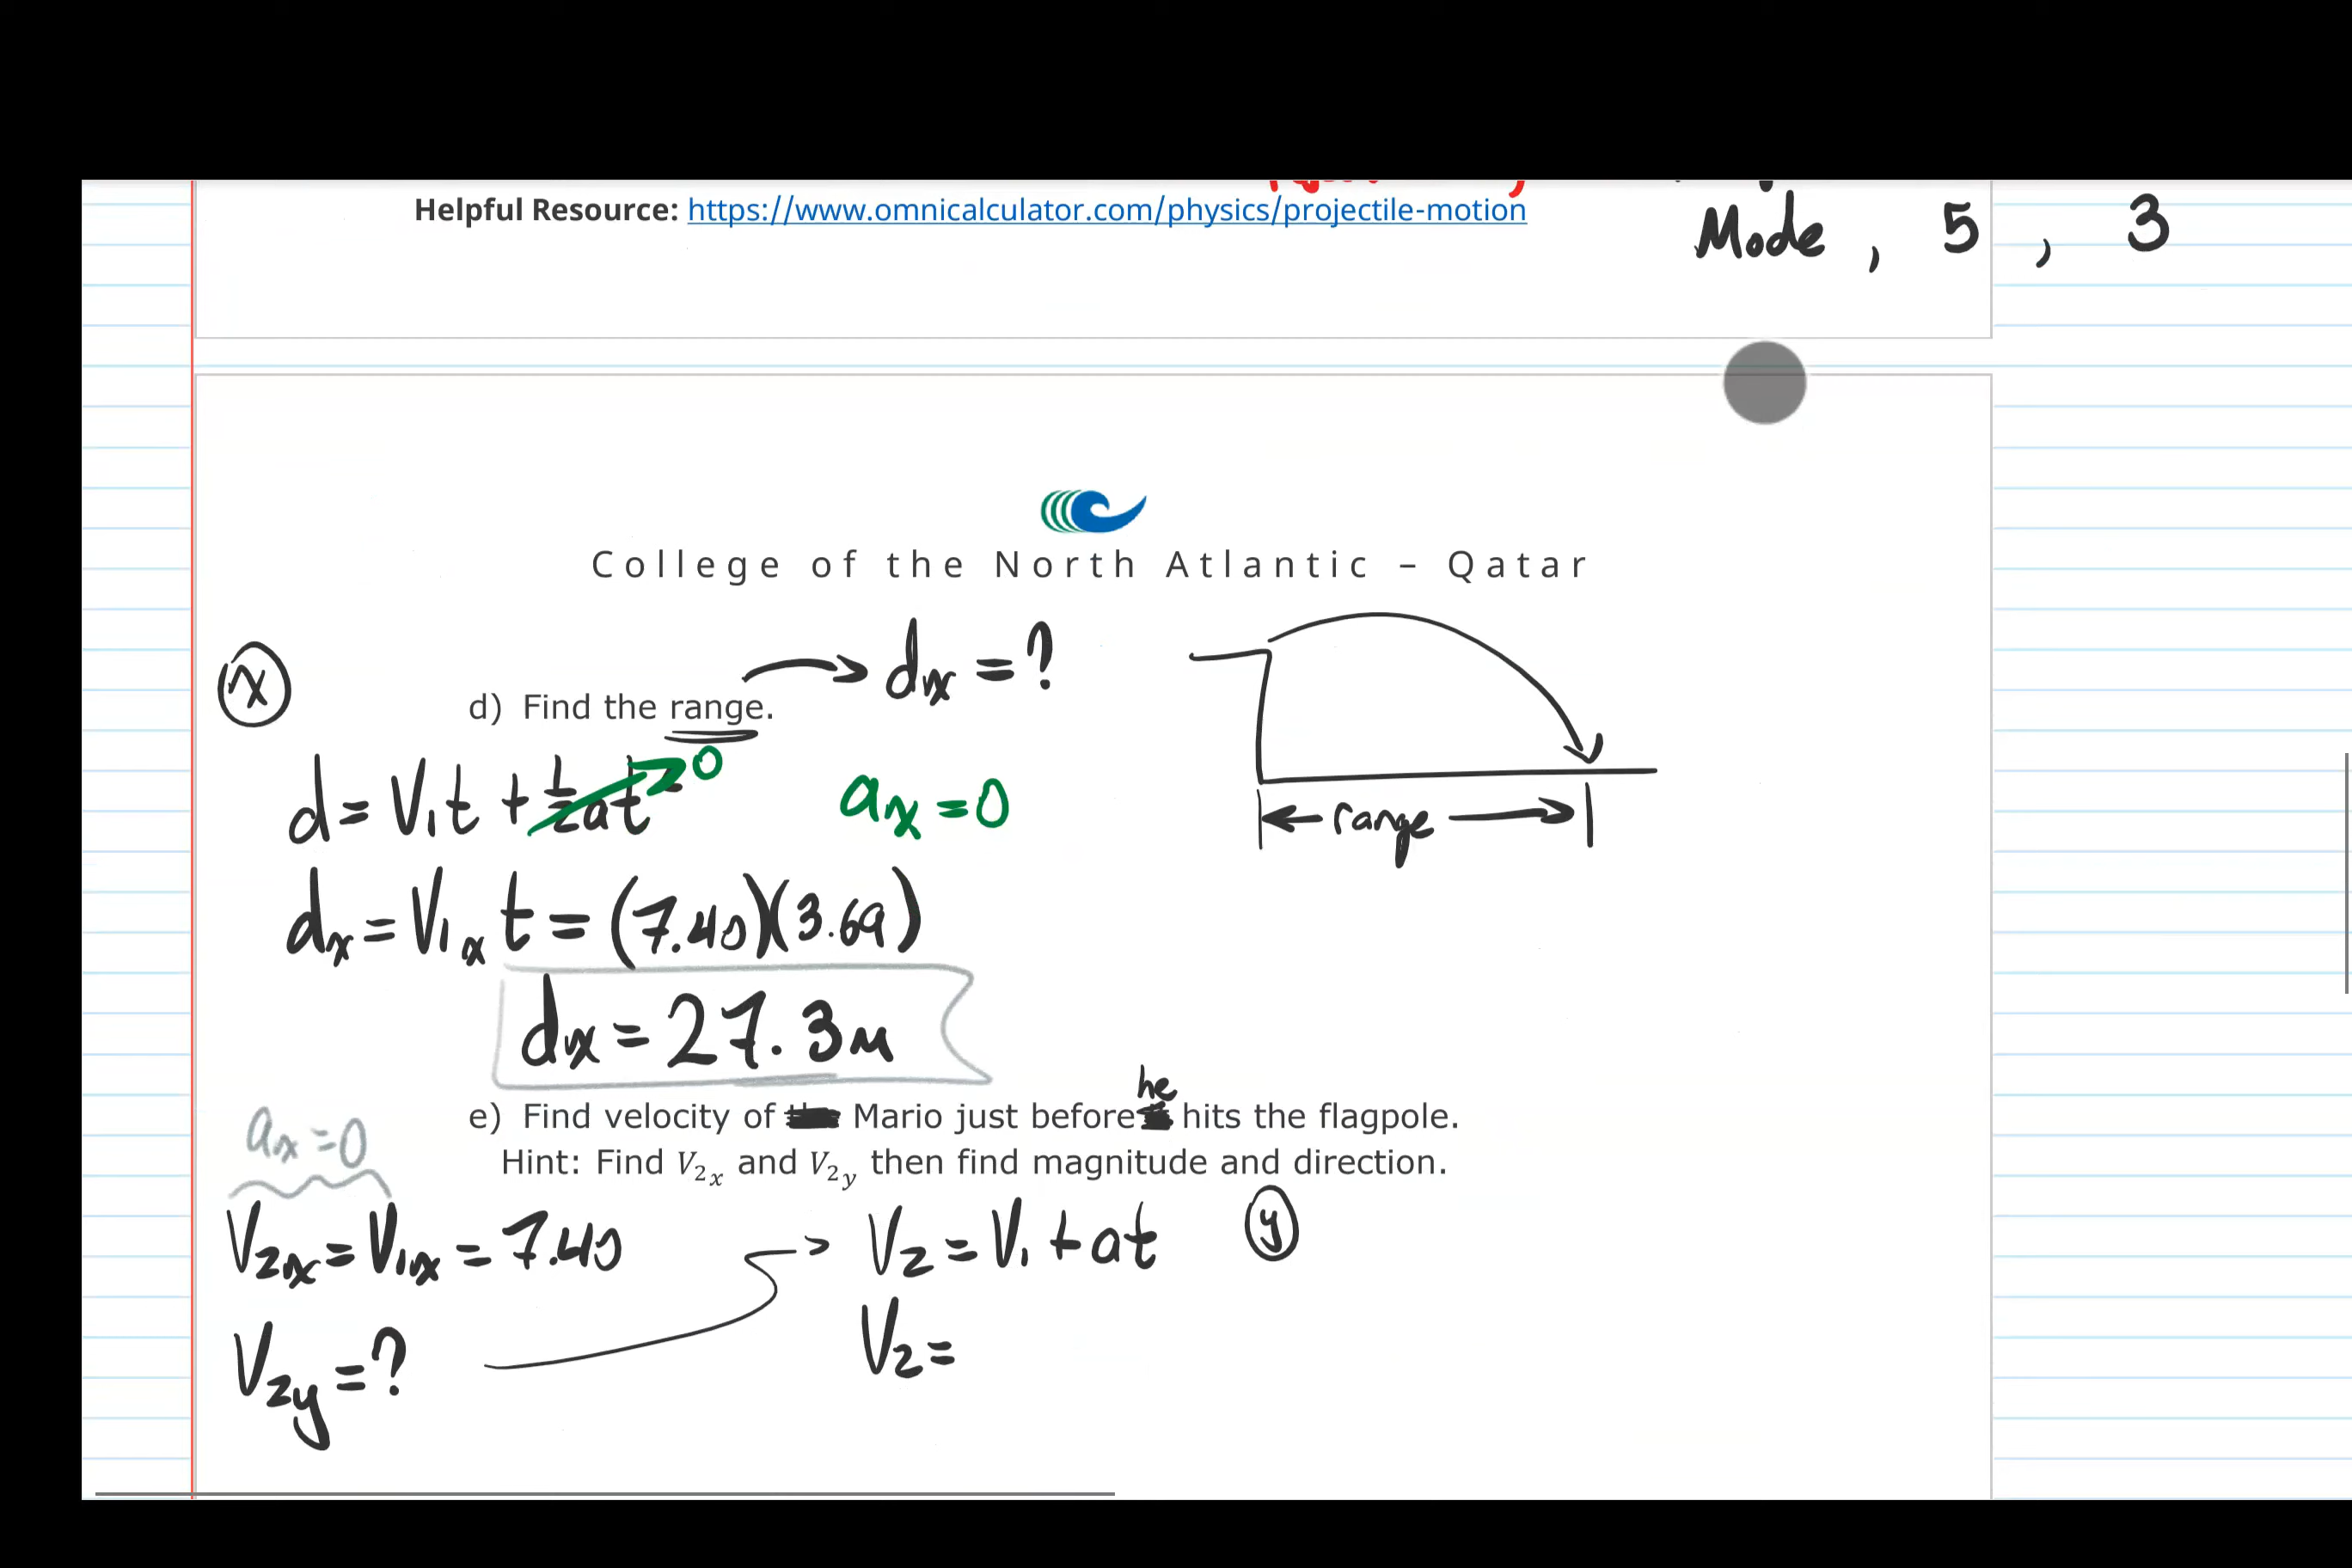 Helpful Resource: https://www.omnicalculator.com/physics/projectile-motion
Mode , 5 , 3
College of the North Atlantic – Qatar
x
d) Find the range. → dx = ?
d = V₁t + ½at² 0 ax = 0
dx = V₁x t = (7.40)(3.69)
← range →
dx = 27.3m
he
e) Find velocity of Mario just before hits the flagpole.
ax = 0
Hint: Find V₂x and V₂y then find magnitude and direction.
V₂x = V₁x = 7.40 → V₂ = V₁ + at y
V₂y = ? V₂ =